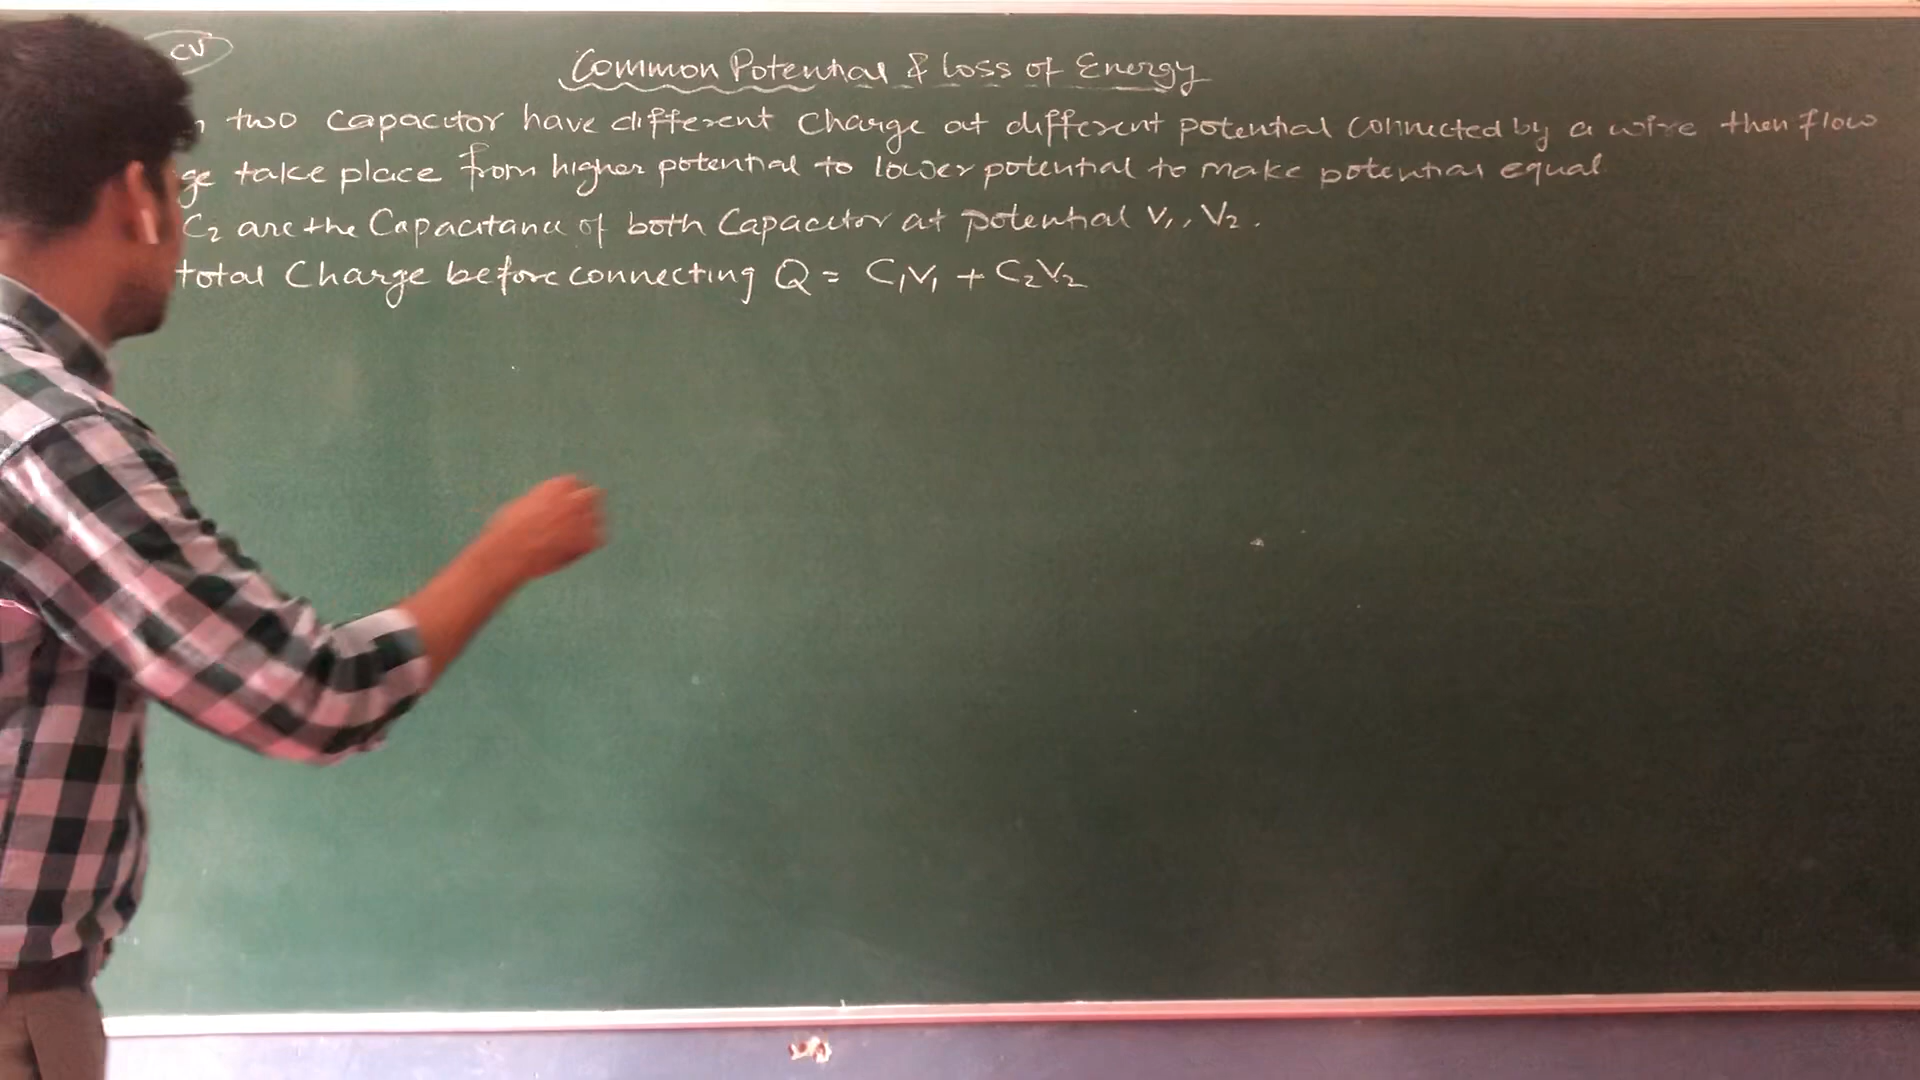 CV
Common Potential & Loss of Energy
two capacitor have different charge at different potential connected by a wire then flow
ge take place from higher potential to lower potential to make potential equal
C₂ are the Capacitance of both Capacitor at potential V₁, V₂.
total Charge before connecting Q = C₁V₁ + C₂V₂